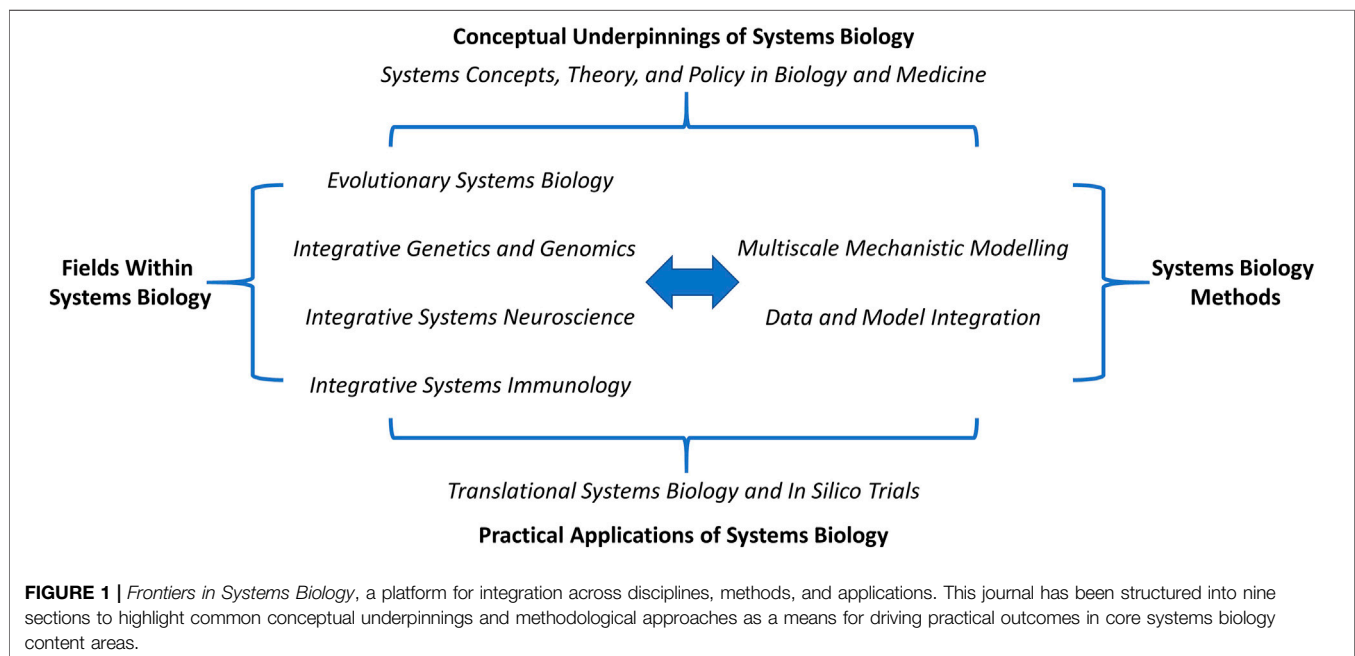 Conceptual Underpinnings of Systems Biology
Systems Concepts, Theory, and Policy in Biology and Medicine
Evolutionary Systems Biology
Integrative Genetics and Genomics
Multiscale Mechanistic Modelling
Fields Within
Systems Biology
Systems Biology
Methods
Integrative Systems Neuroscience
Data and Model Integration
Integrative Systems Immunology
Translational Systems Biology and In Silico Trials
Practical Applications of Systems Biology
FIGURE 1 | Frontiers in Systems Biology, a platform for integration across disciplines, methods, and applications. This journal has been structured into nine
sections to highlight common conceptual underpinnings and methodological approaches as a means for driving practical outcomes in core systems biology
content areas.